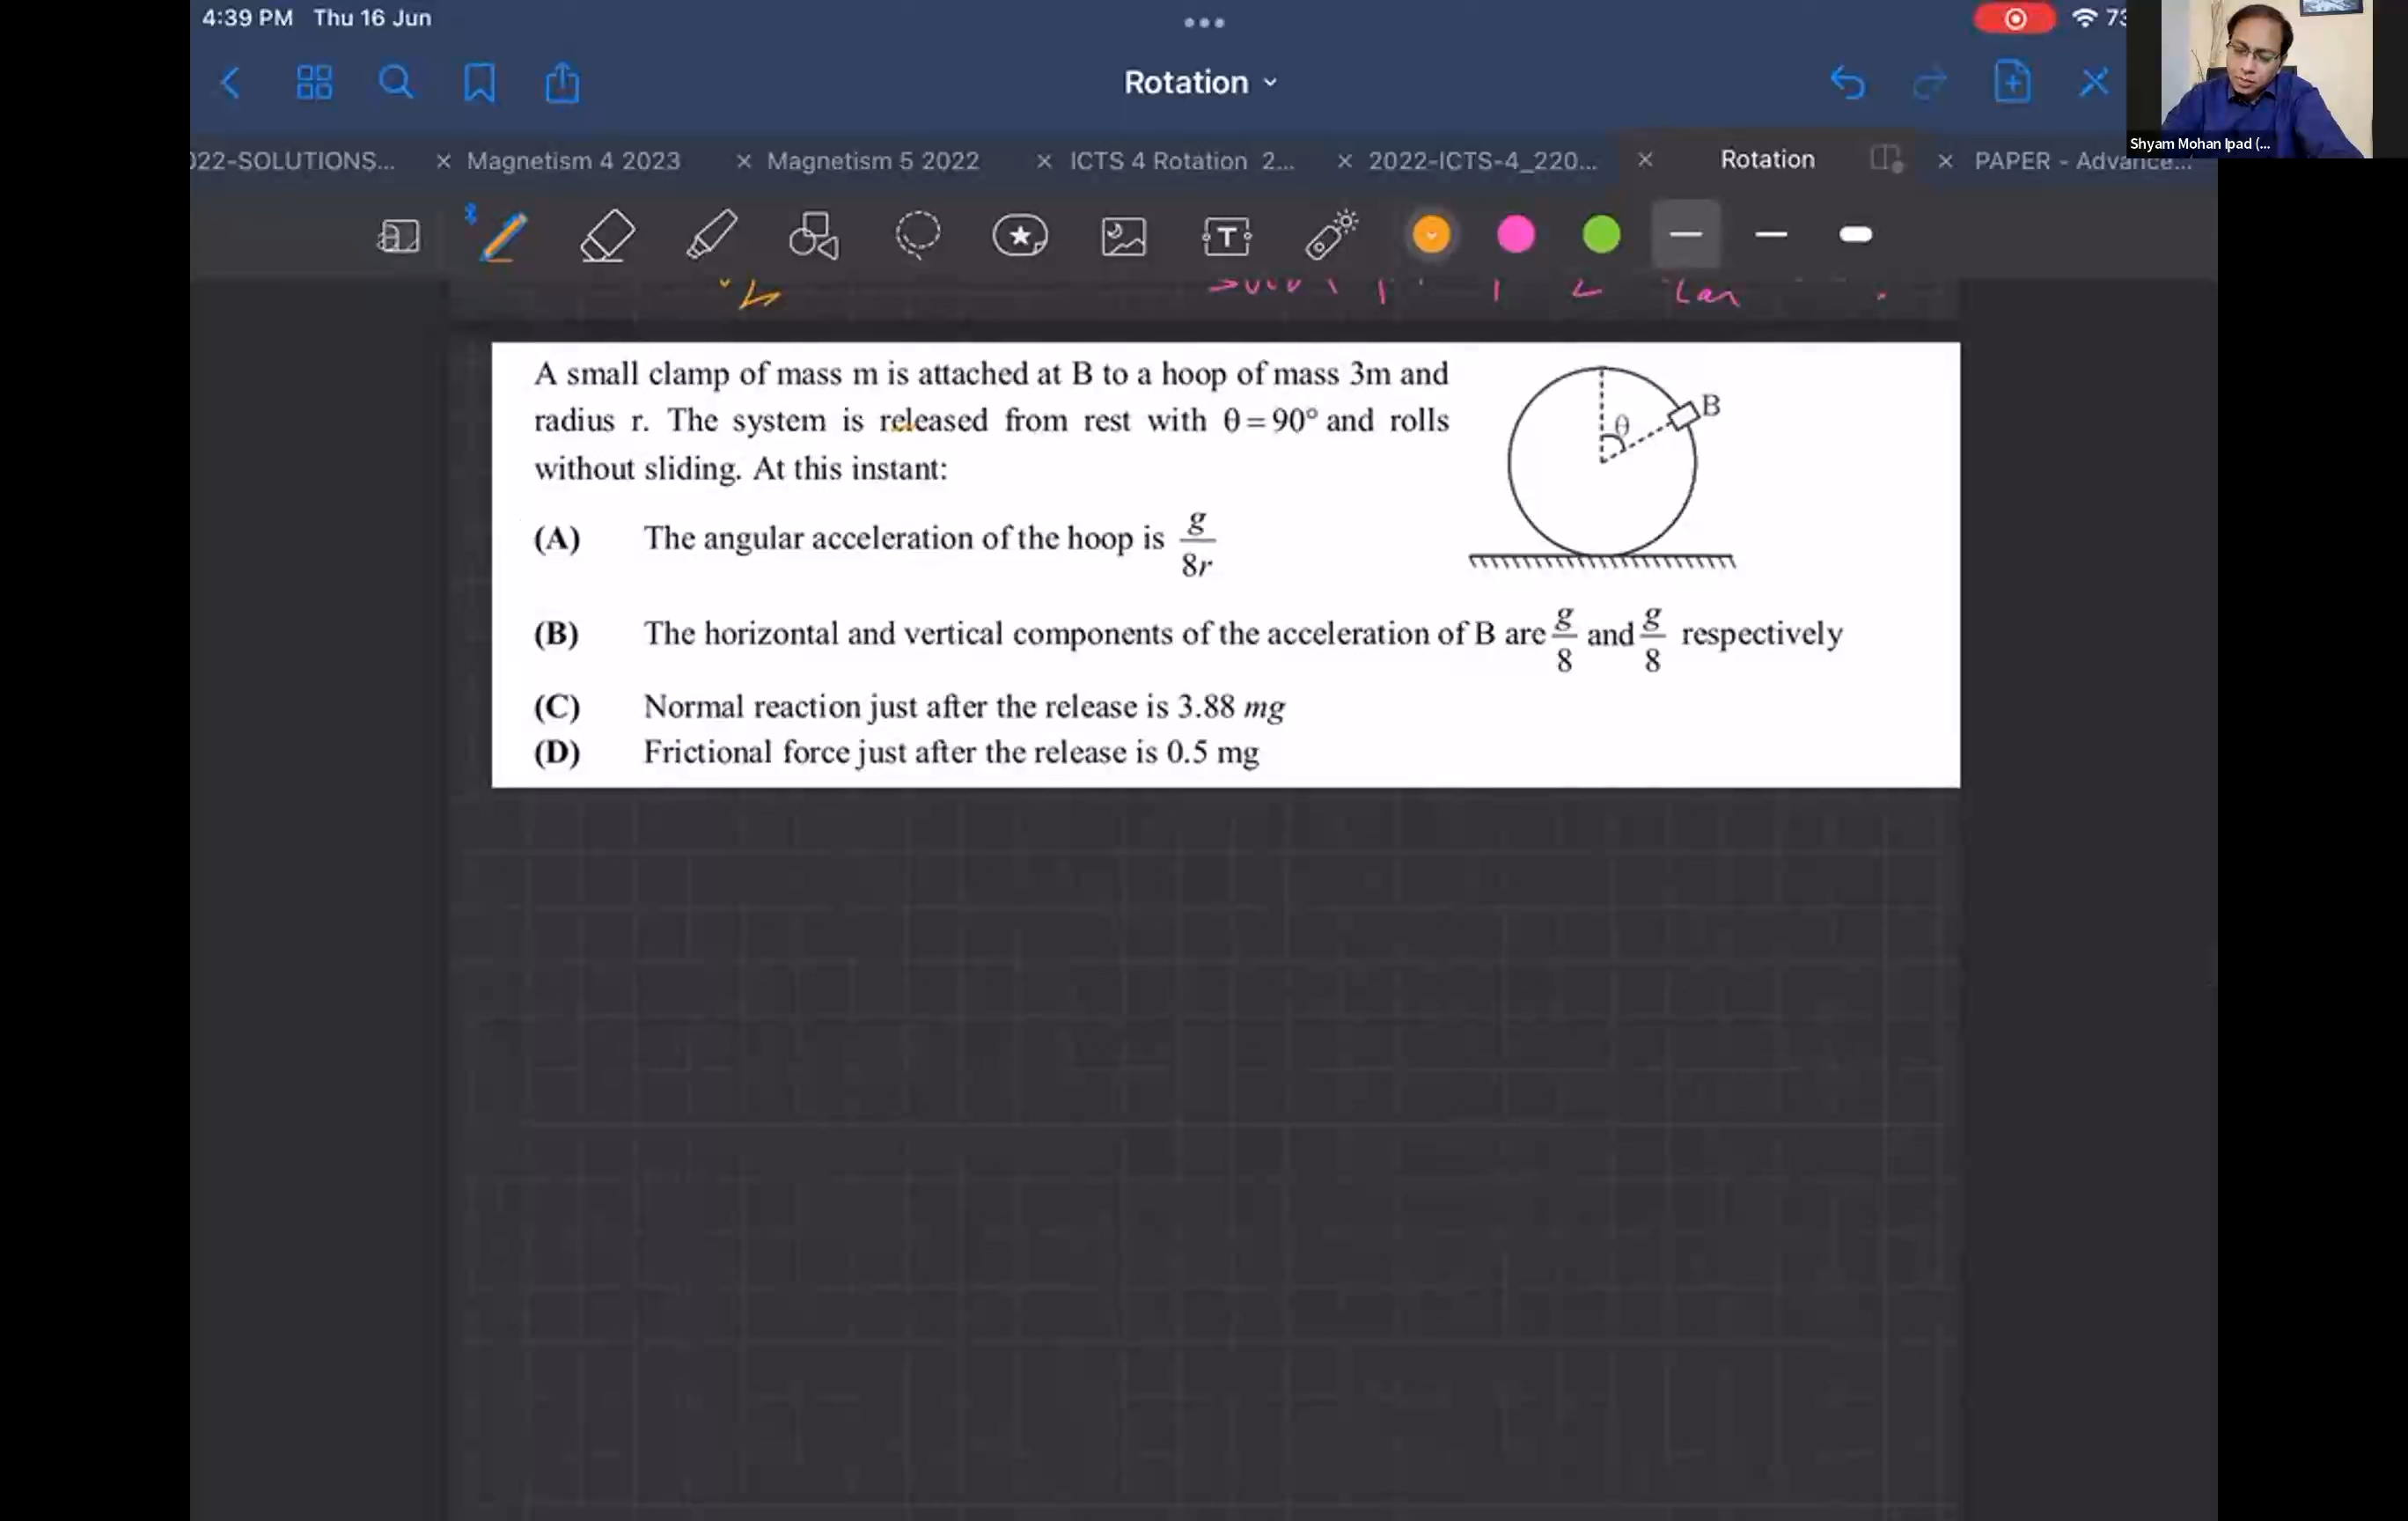 4:39 PM Thu 16 Jun
Rotation
022-SOLUTIONS... Magnetism 4 2023 Magnetism 5 2022 ICTS 4 Rotation 2... 2022-ICTS-4_220... Rotation PAPER - Advance...
Shyam Mohan Ipad (...
A small clamp of mass m is attached at B to a hoop of mass 3m and
radius r. The system is released from rest with θ = 90° and rolls
without sliding. At this instant:
B
θ
(A) The angular acceleration of the hoop is g/8r
(B) The horizontal and vertical components of the acceleration of B are g/8 and g/8 respectively
(C) Normal reaction just after the release is 3.88 mg
(D) Frictional force just after the release is 0.5 mg